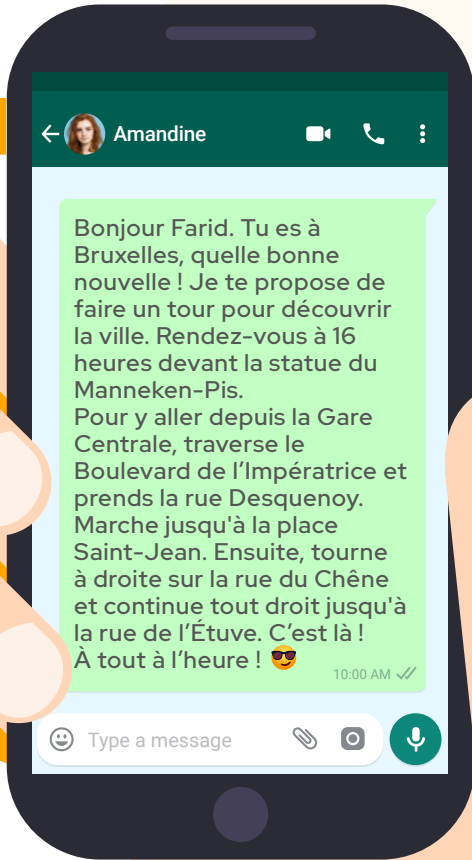 Amandine
Bonjour Farid. Tu es à
Bruxelles, quelle bonne
nouvelle ! Je te propose de
faire un tour pour découvrir
la ville. Rendez-vous à 16
heures devant la statue du
Manneken-Pis.
Pour y aller depuis la Gare
Centrale, traverse le
Boulevard de l’Impératrice et
prends la rue Desquenoy.
Marche jusqu'à la place
Saint-Jean. Ensuite, tourne
à droite sur la rue du Chêne
et continue tout droit jusqu'à
la rue de l’Étuve. C’est là !
À tout à l’heure ! 😎
10:00 AM
Type a message